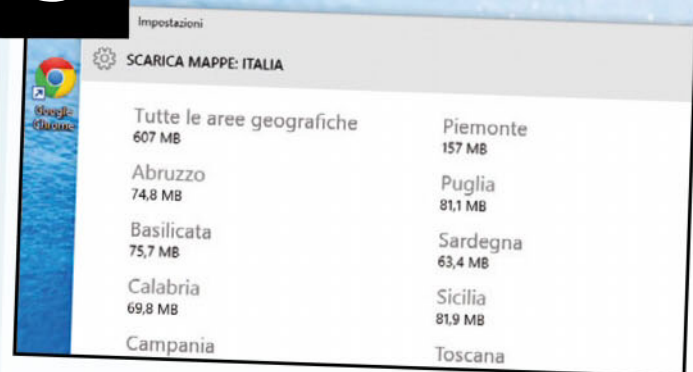 Impostazioni
SCARICA MAPPE: ITALIA
Google
Chrome
Tutte le aree geografiche
607 MB
Abruzzo
74,8 MB
Basilicata
75,7 MB
Calabria
69,8 MB
Campania
Piemonte
157 MB
Puglia
81,1 MB
Sardegna
63,4 MB
Sicilia
81,9 MB
Toscana